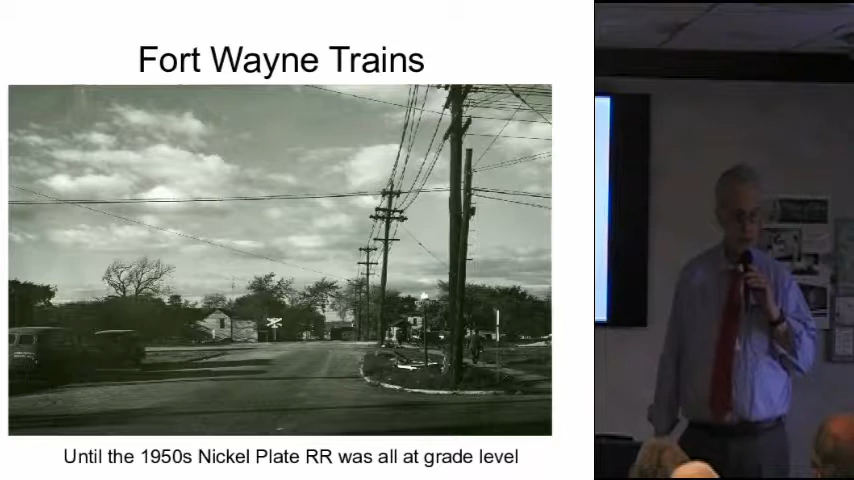 Fort Wayne Trains
Until the 1950s Nickel Plate RR was all at grade level